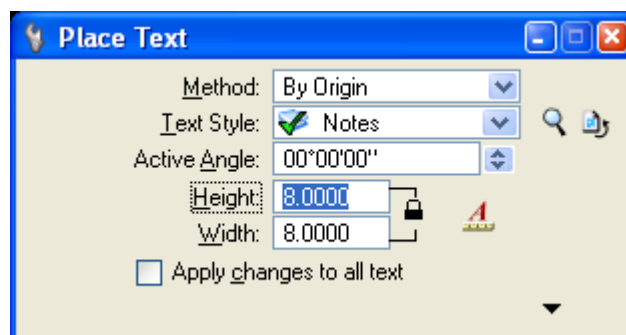 Place Text
Method: By Origin
Text Style: Notes
Active Angle: 00°00'00"
Height: 8.0000
Width: 8.0000
A
Apply changes to all text